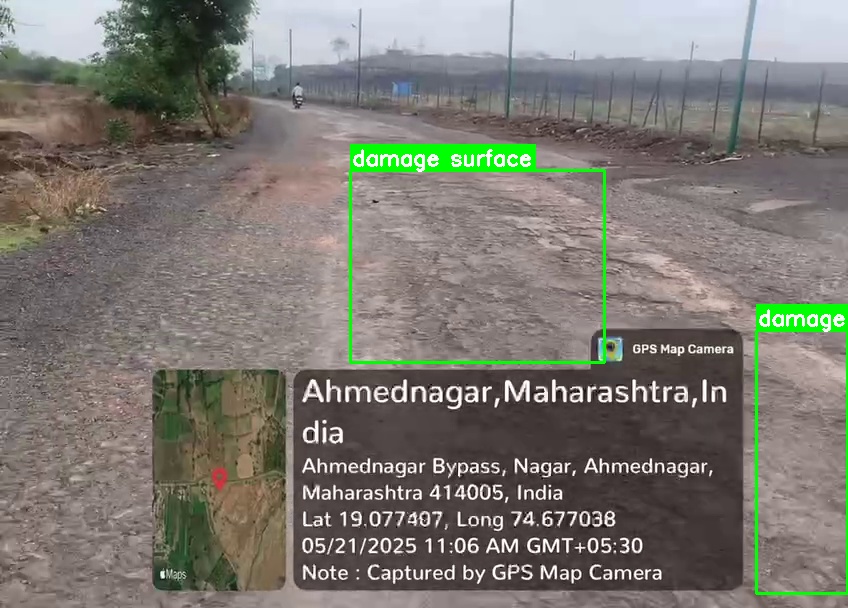 damage surface
damage
GPS Map Camera
Ahmednagar,Maharashtra,In
dia
Ahmednagar Bypass, Nagar, Ahmednagar,
Maharashtra 414005, India
Lat 19.077497, Long 74.677038
05/21/2025 11:06 AM GMT+05:30
Note : Captured by GPS Map Camera
Maps